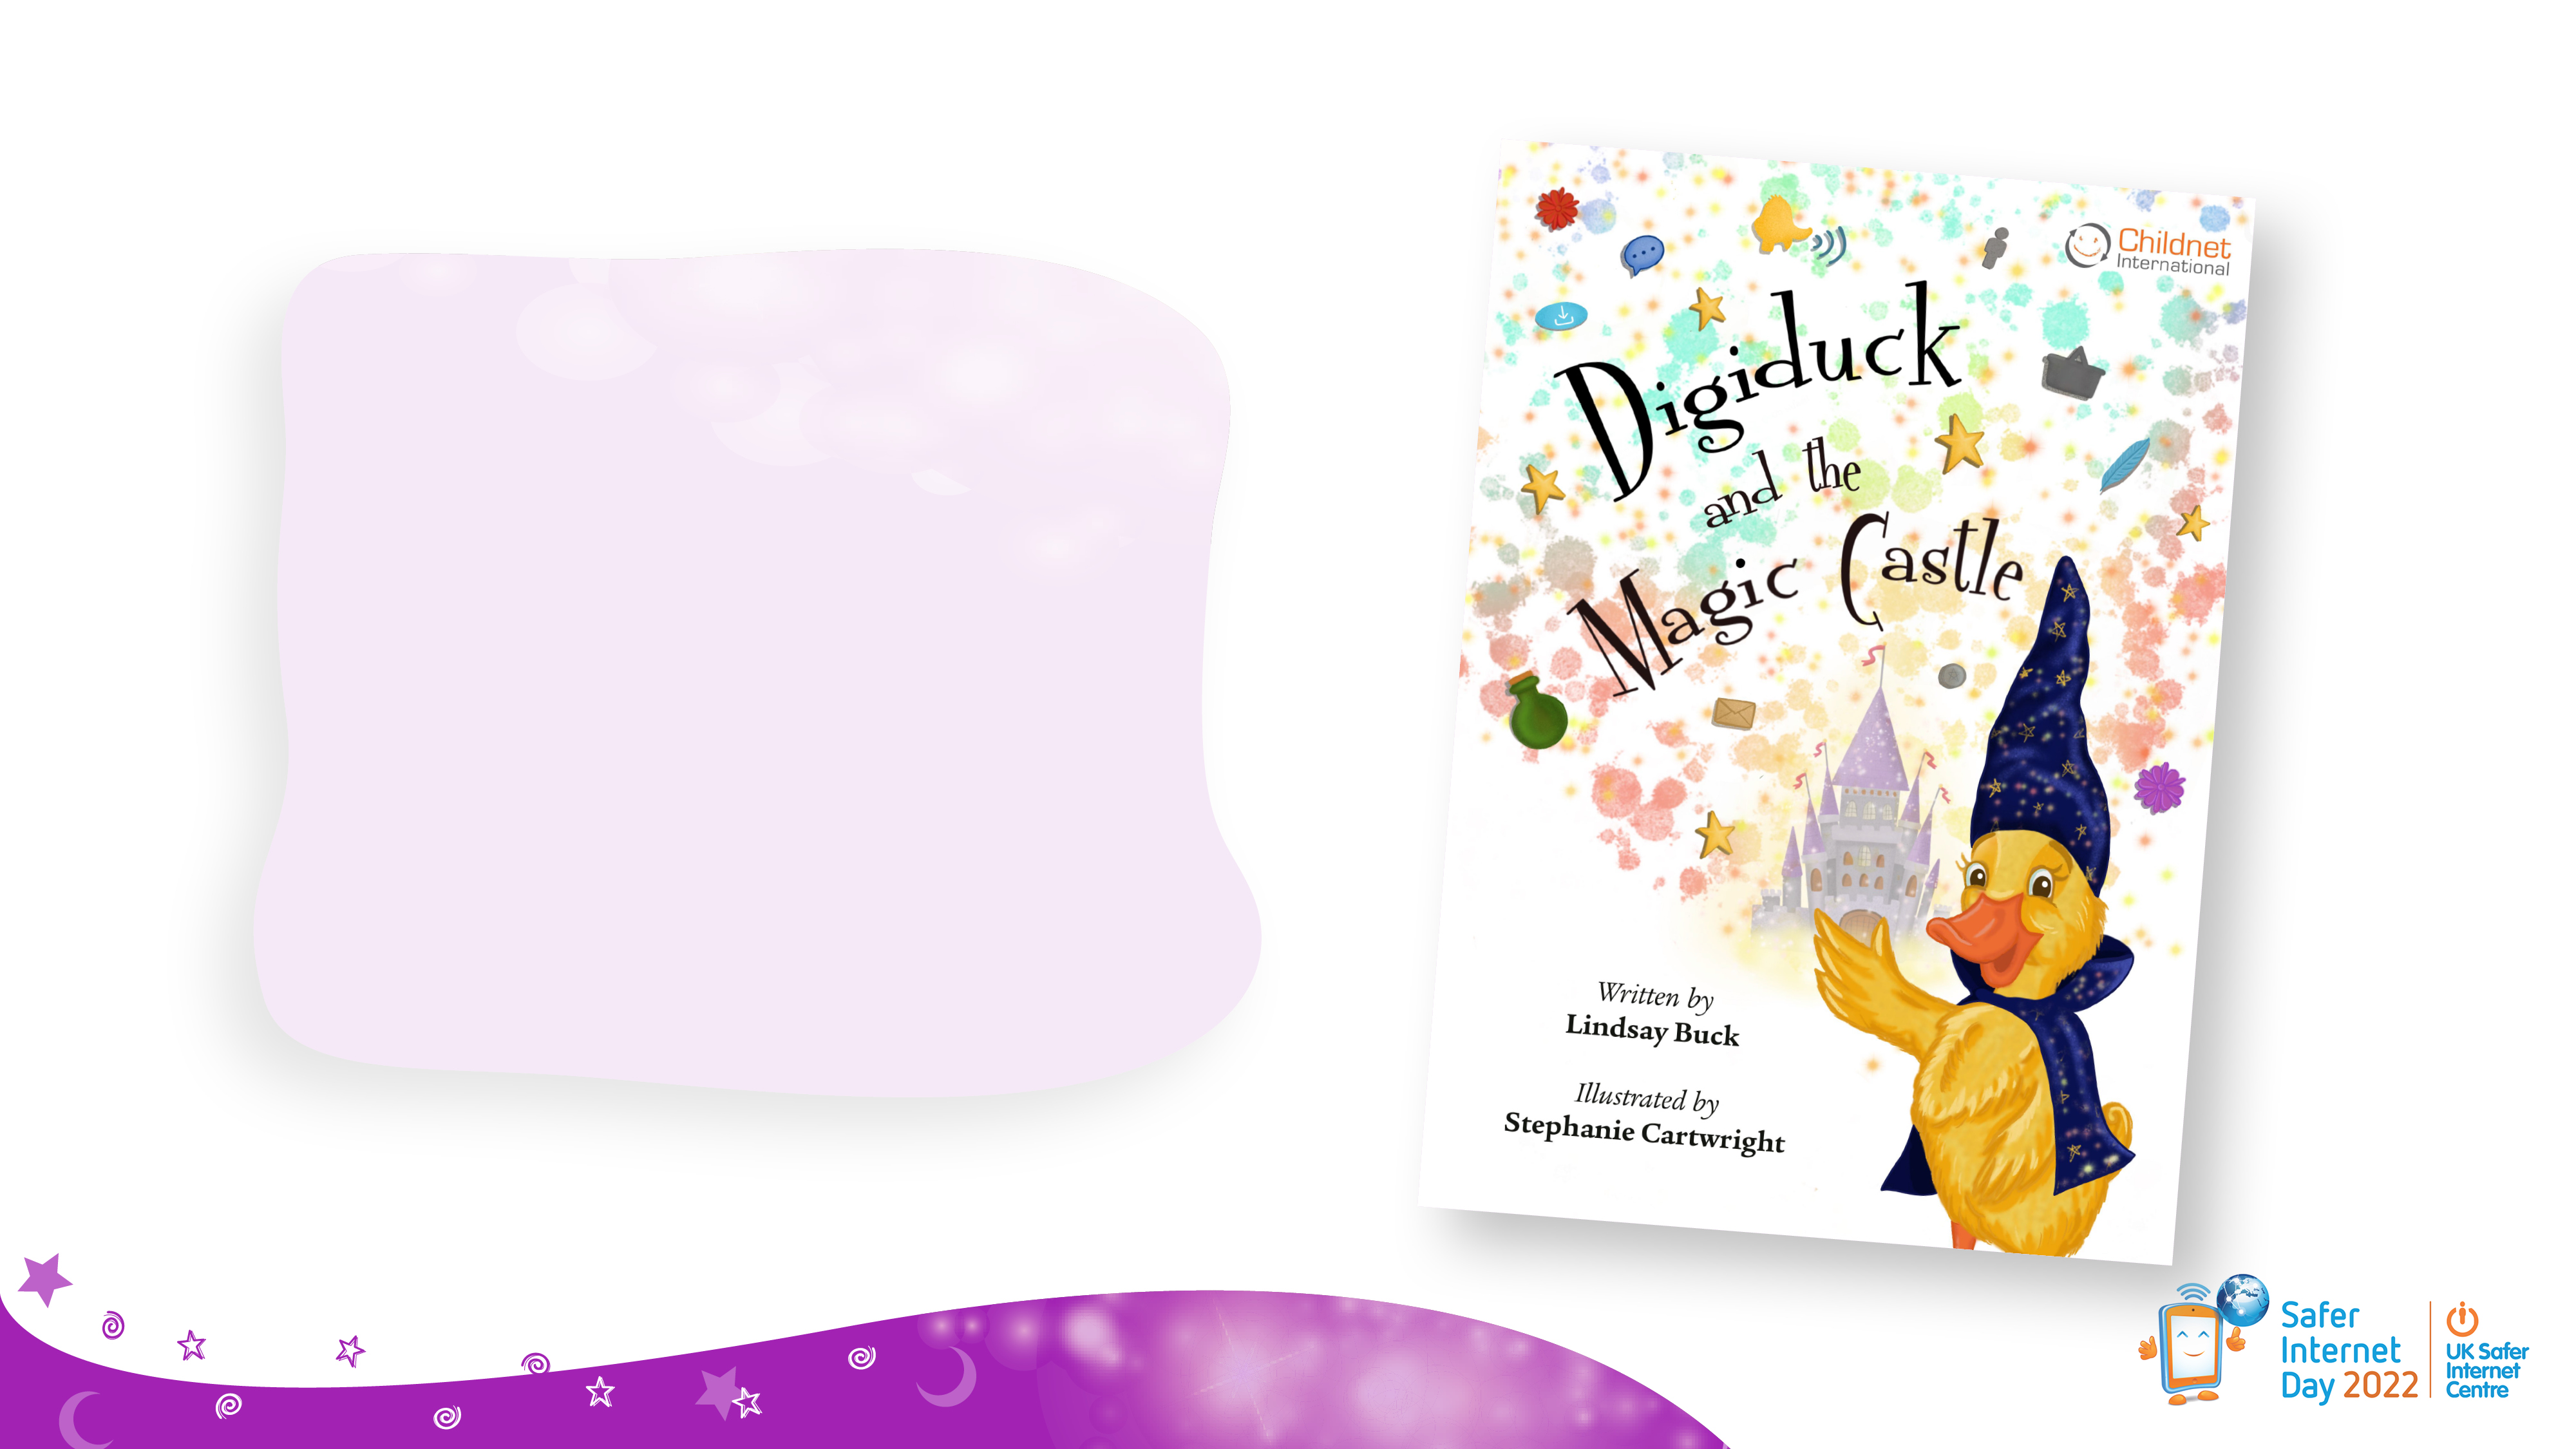 Childnet
International
Digiduck
and the
Magic Castle
Written by
Lindsay Buck
Illustrated by
Stephanie Cartwright
Safer
Internet
Day 2022
UK Safer
Internet
Centre